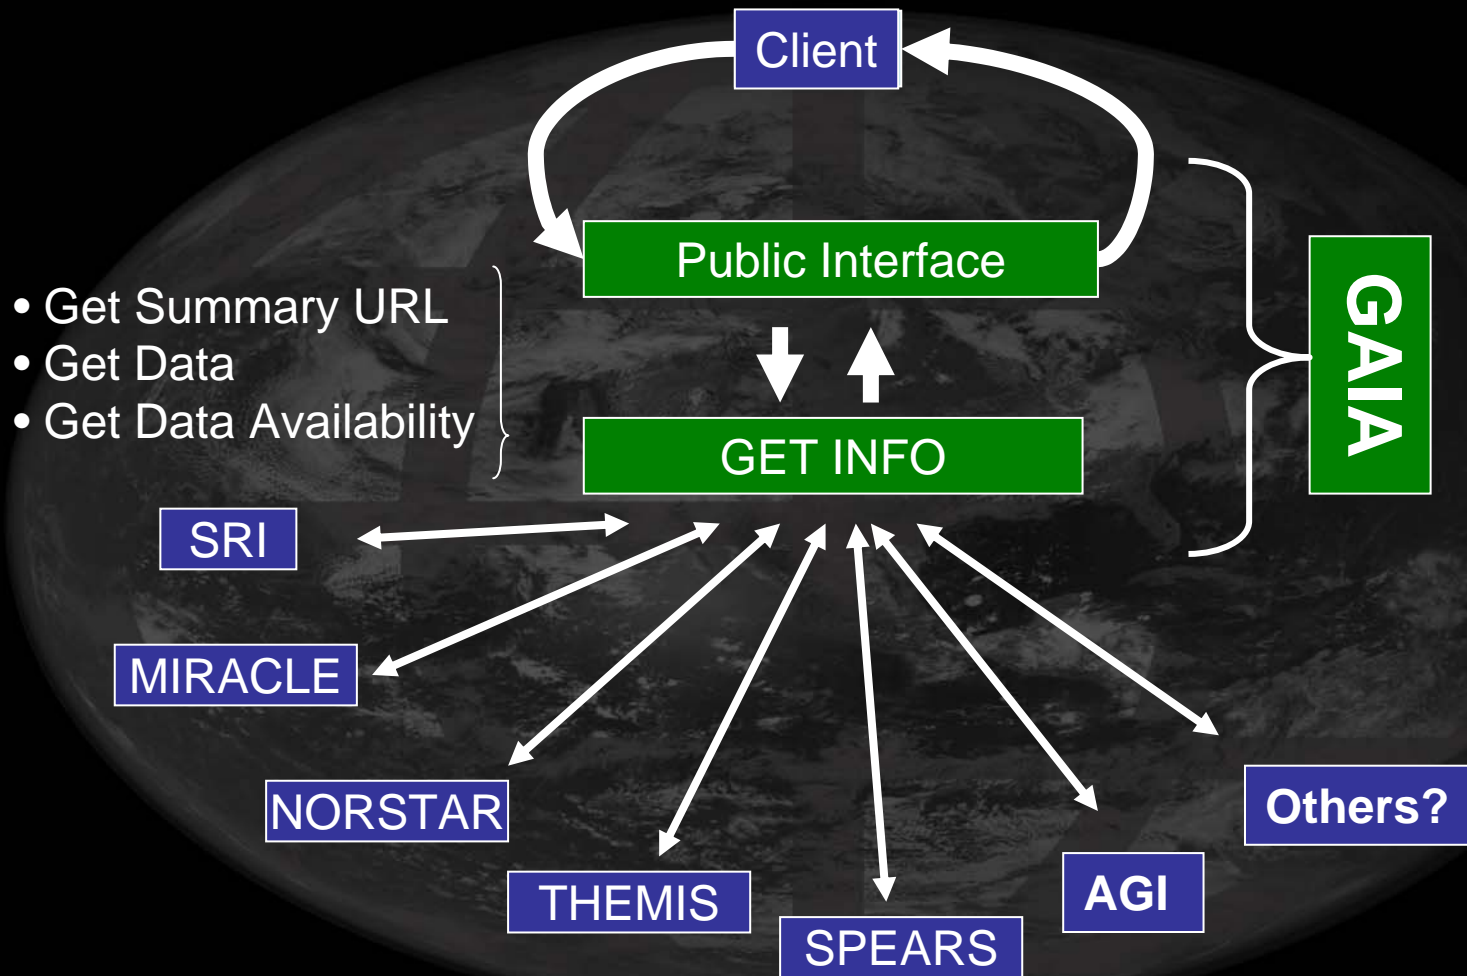 Client
Public Interface
• Get Summary URL
• Get Data
• Get Data Availability
GAIA
GET INFO
SRI
MIRACLE
NORSTAR
THEMIS
SPEARS
AGI
Others?